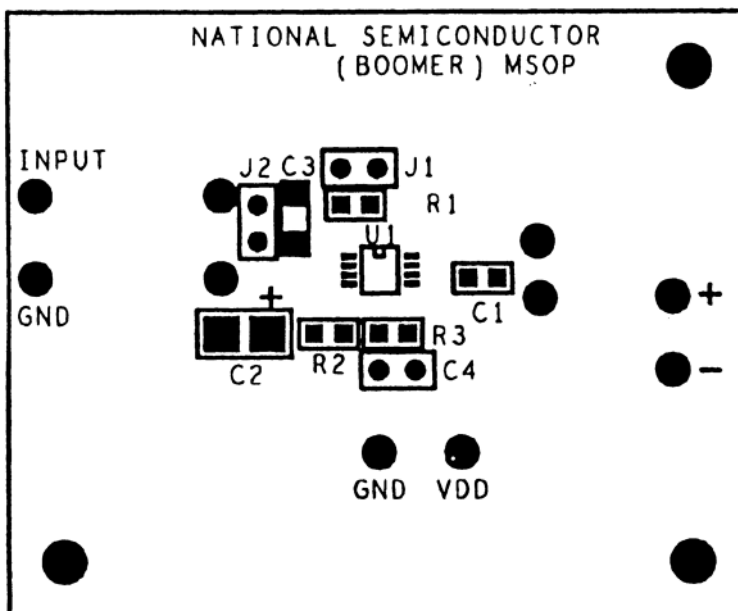 NATIONAL SEMICONDUCTOR
(BOOMER) MSOP
INPUT
J2 C3 J1
R1
U1
GND
+
C1
+
R2 R3
C2 C4
-
GND VDD